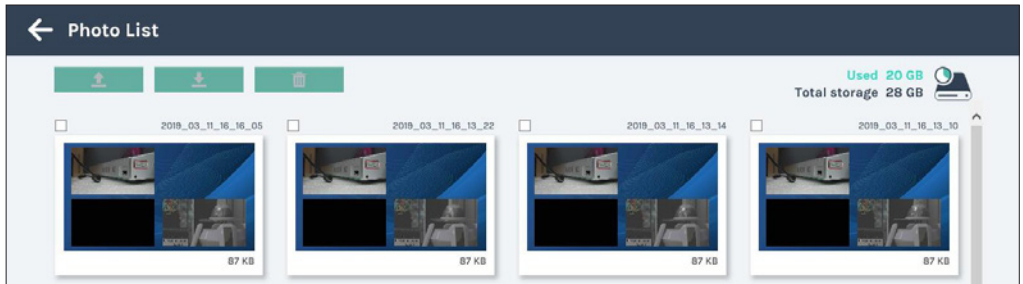 Photo List
Used 20 GB
Total storage 28 GB
2019_03_11_16_16_05
2019_03_11_16_13_22
2019_03_11_16_13_14
2019_03_11_16_13_10
87 KB
87 KB
87 KB
87 KB